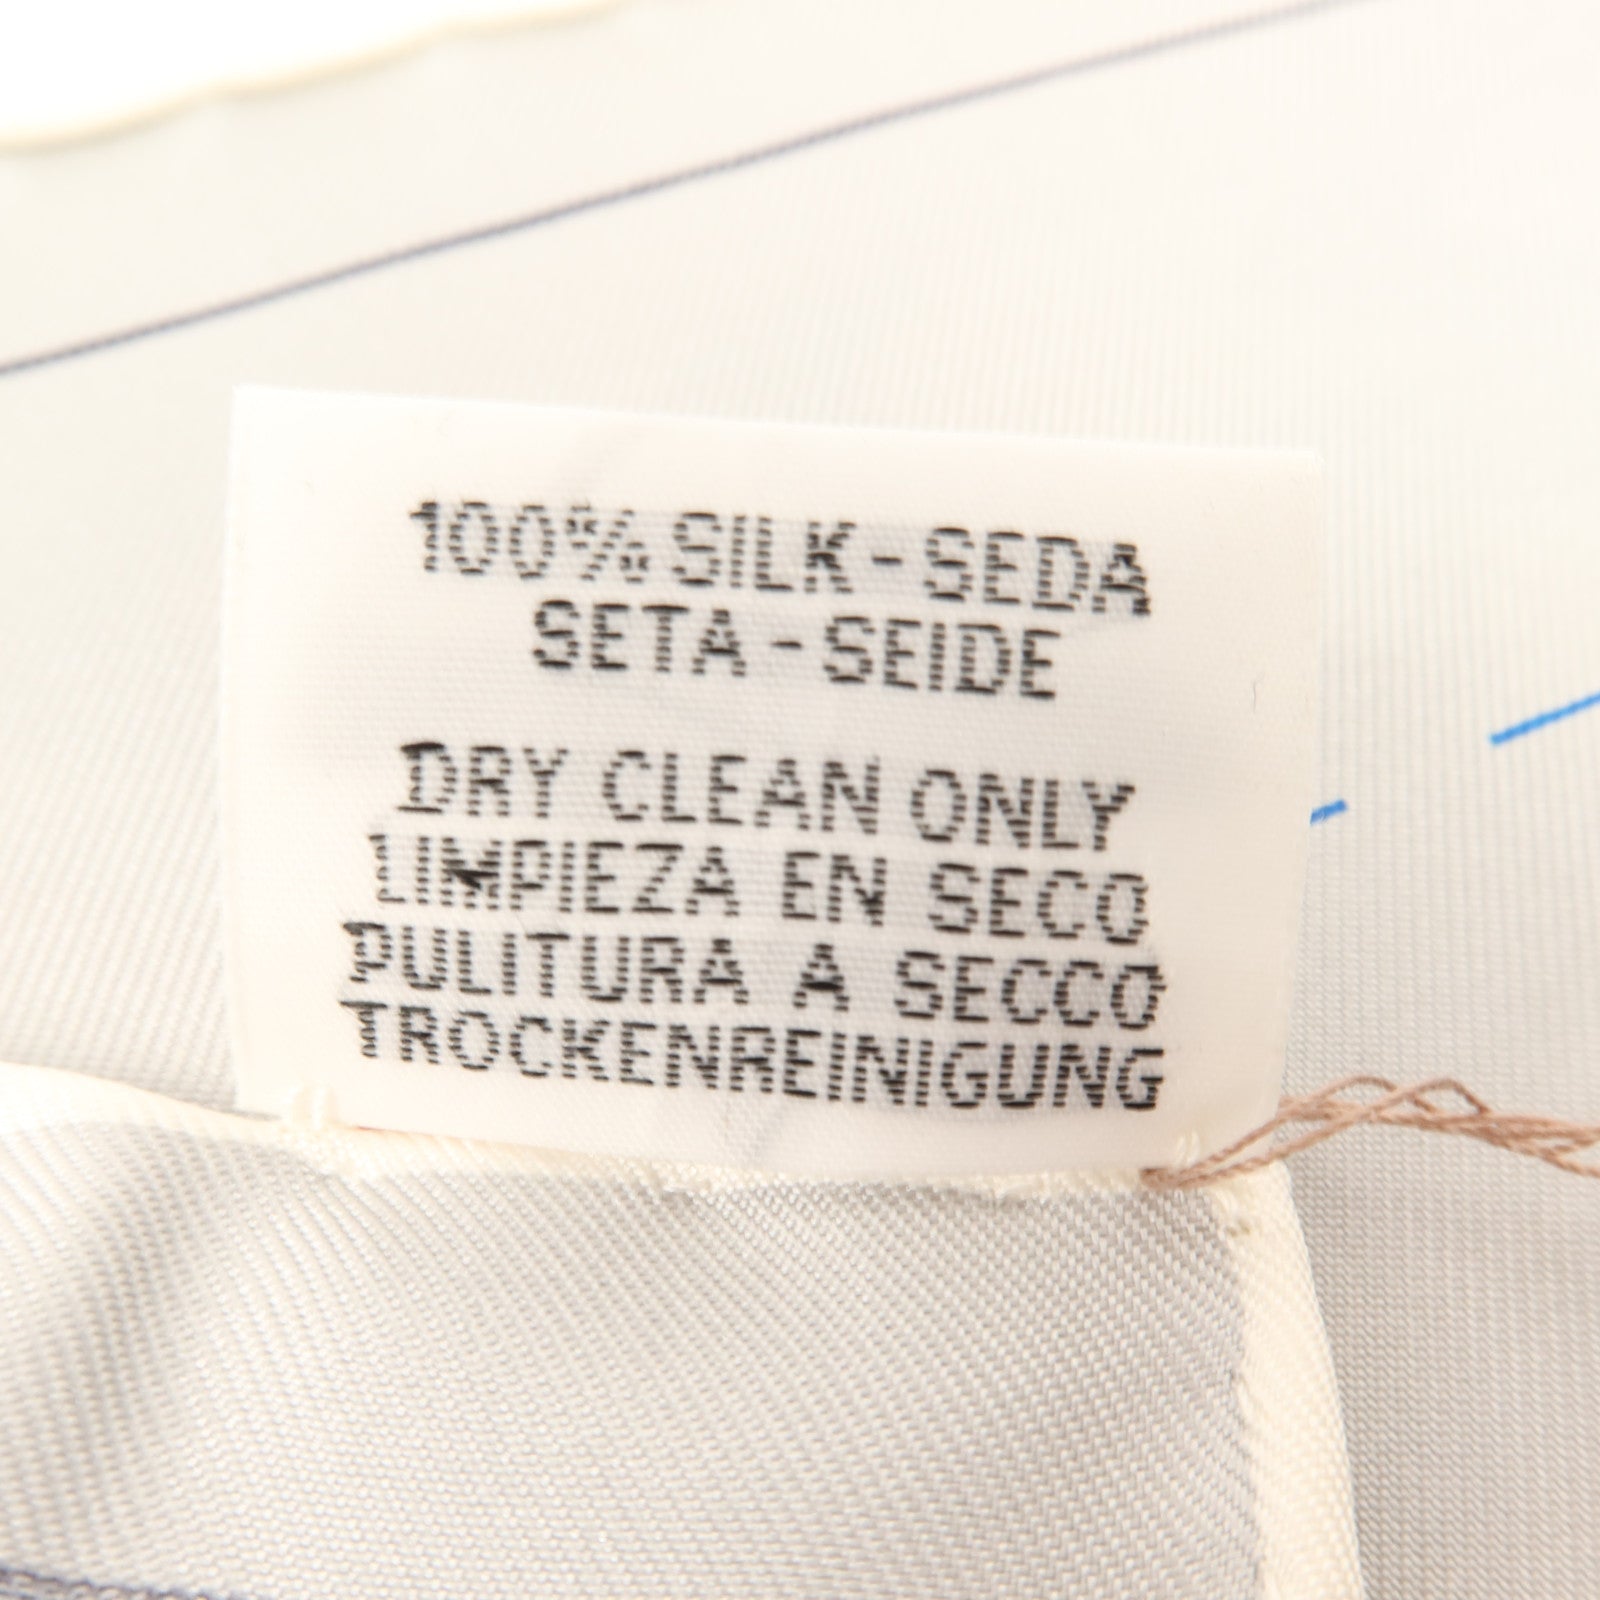 100% SILK - SEDA
SETA - SEIDE
DRY CLEAN ONLY
LIMPIEZA EN SECO
PULITURA A SECCO
TROCKENREINIGUNG